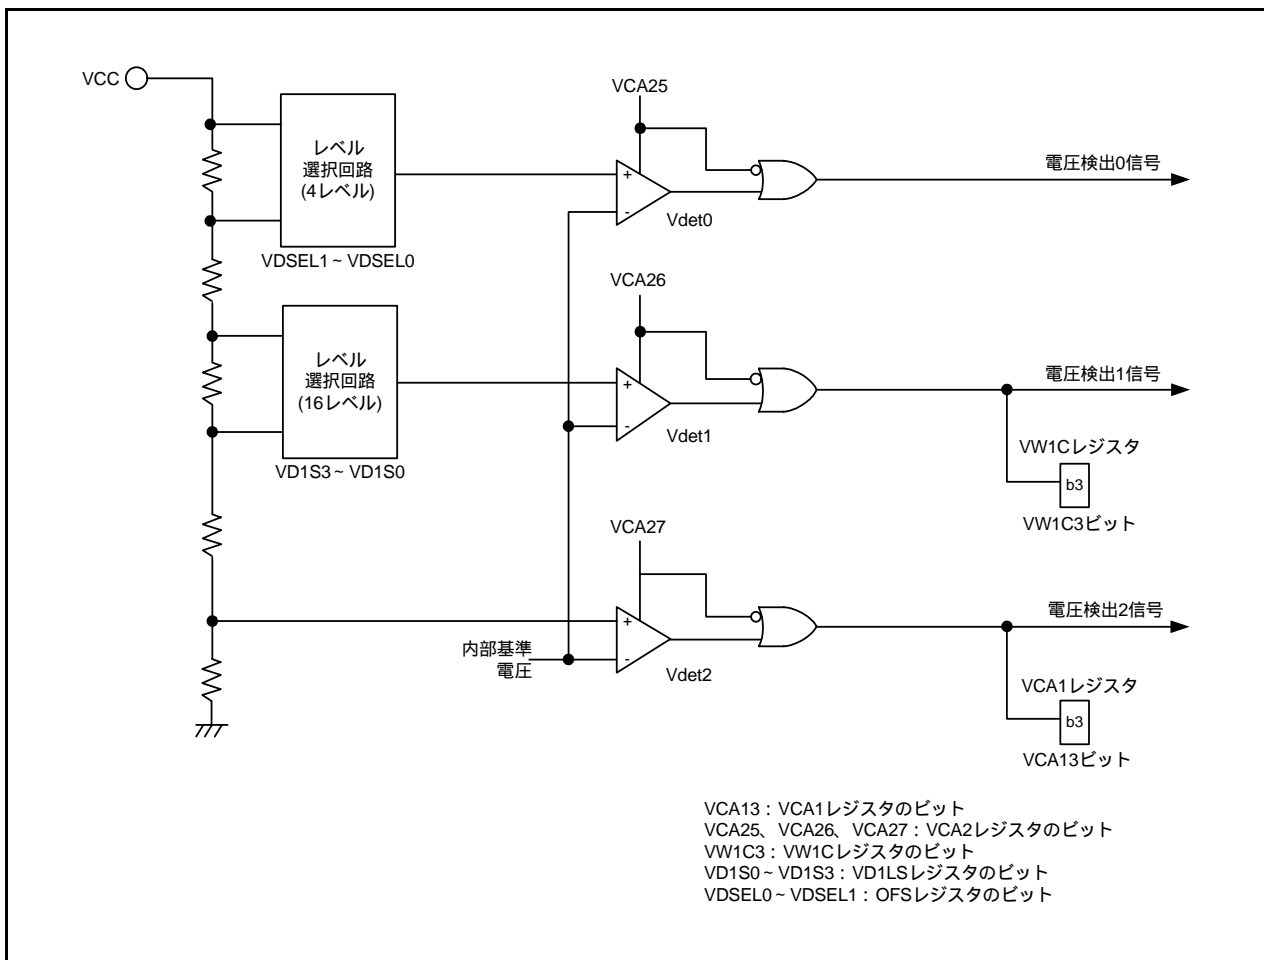 VCC
レベル
選択回路
(4レベル)
VDSEL1~VDSEL0
VCA25
+
-
Vdet0
電圧検出0信号
レベル
選択回路
(16レベル)
VD1S3~VD1S0
VCA26
+
-
Vdet1
電圧検出1信号
VW1Cレジスタ
b3
VW1C3ビット
VCA27
+
-
Vdet2
内部基準
電圧
電圧検出2信号
VCA1レジスタ
b3
VCA13ビット
VCA13:VCA1レジスタのビット
VCA25、VCA26、VCA27:VCA2レジスタのビット
VW1C3:VW1Cレジスタのビット
VD1S0~VD1S3:VD1LSレジスタのビット
VDSEL0~VDSEL1:OFSレジスタのビット